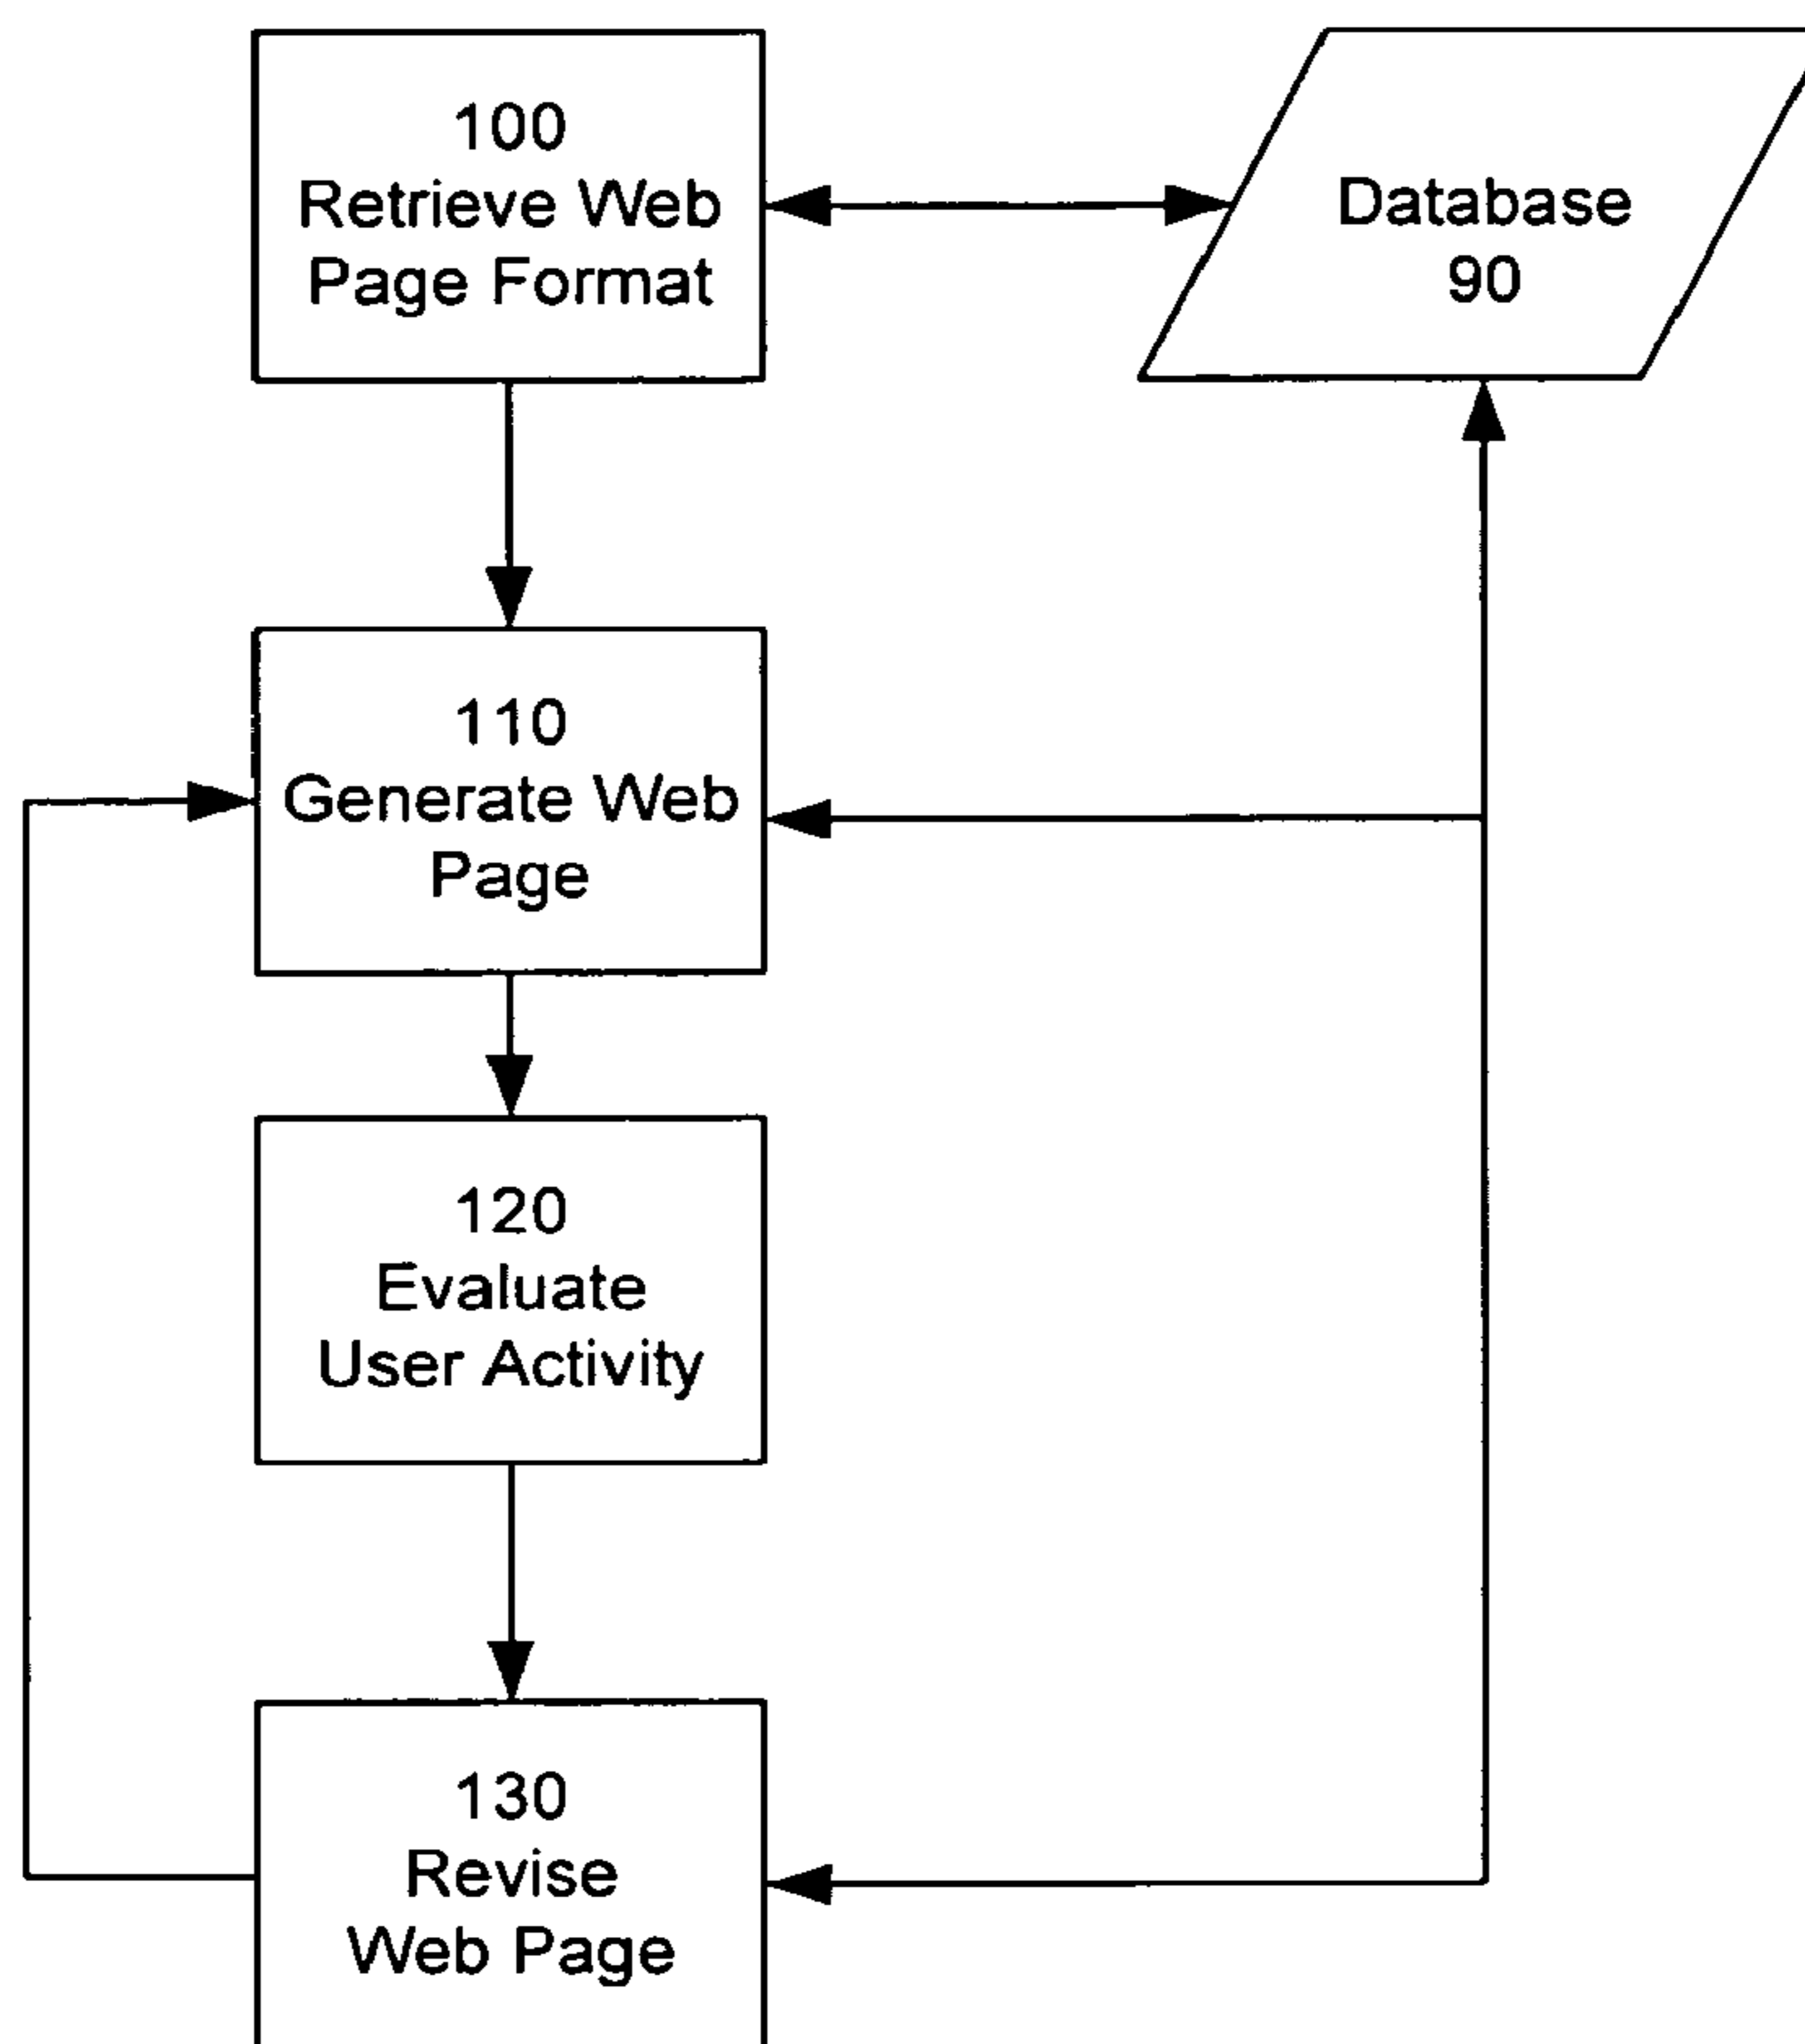 100
Retrieve Web
Page Format
Database
90
110
Generate Web
Page
120
Evaluate
User Activity
130
Revise
Web Page